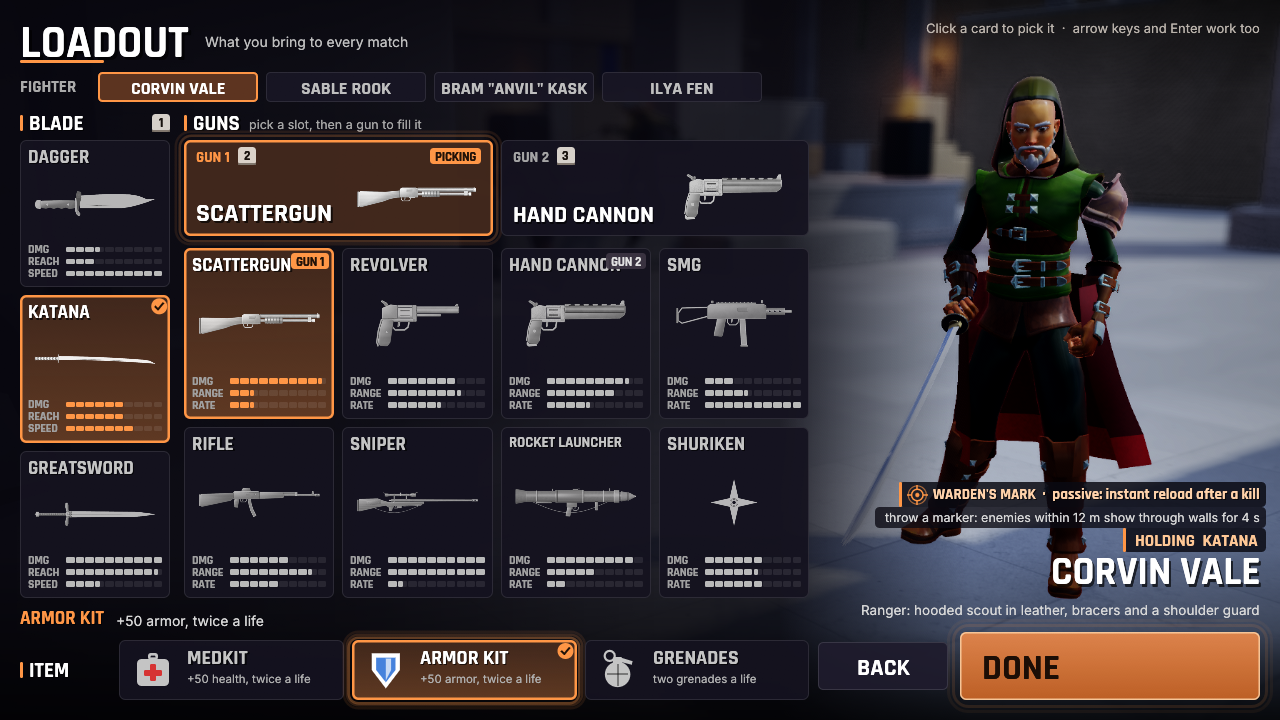 LOADOUT
What you bring to every match
Click a card to pick it · arrow keys and Enter work too
FIGHTER
CORVIN VALE
SABLE ROOK
BRAM "ANVIL" KASK
ILYA FEN
BLADE
1
GUNS
pick a slot, then a gun to fill it
DAGGER
DMG
REACH
SPEED
KATANA
DMG
REACH
SPEED
GREATSWORD
DMG
REACH
SPEED
GUN 1
2
PICKING
SCATTERGUN
GUN 2
3
HAND CANNON
SCATTERGUN
GUN 1
DMG
RANGE
RATE
REVOLVER
DMG
RANGE
RATE
HAND CANNON
GUN 2
DMG
RANGE
RATE
SMG
DMG
RANGE
RATE
RIFLE
DMG
RANGE
RATE
SNIPER
DMG
RANGE
RATE
ROCKET LAUNCHER
DMG
RANGE
RATE
SHURIKEN
DMG
RANGE
RATE
WARDEN'S MARK · passive: instant reload after a kill
throw a marker: enemies within 12 m show through walls for 4 s
HOLDING KATANA
CORVIN VALE
Ranger: hooded scout in leather, bracers and a shoulder guard
ARMOR KIT
+50 armor, twice a life
ITEM
MEDKIT
+50 health, twice a life
ARMOR KIT
+50 armor, twice a life
GRENADES
two grenades a life
BACK
DONE